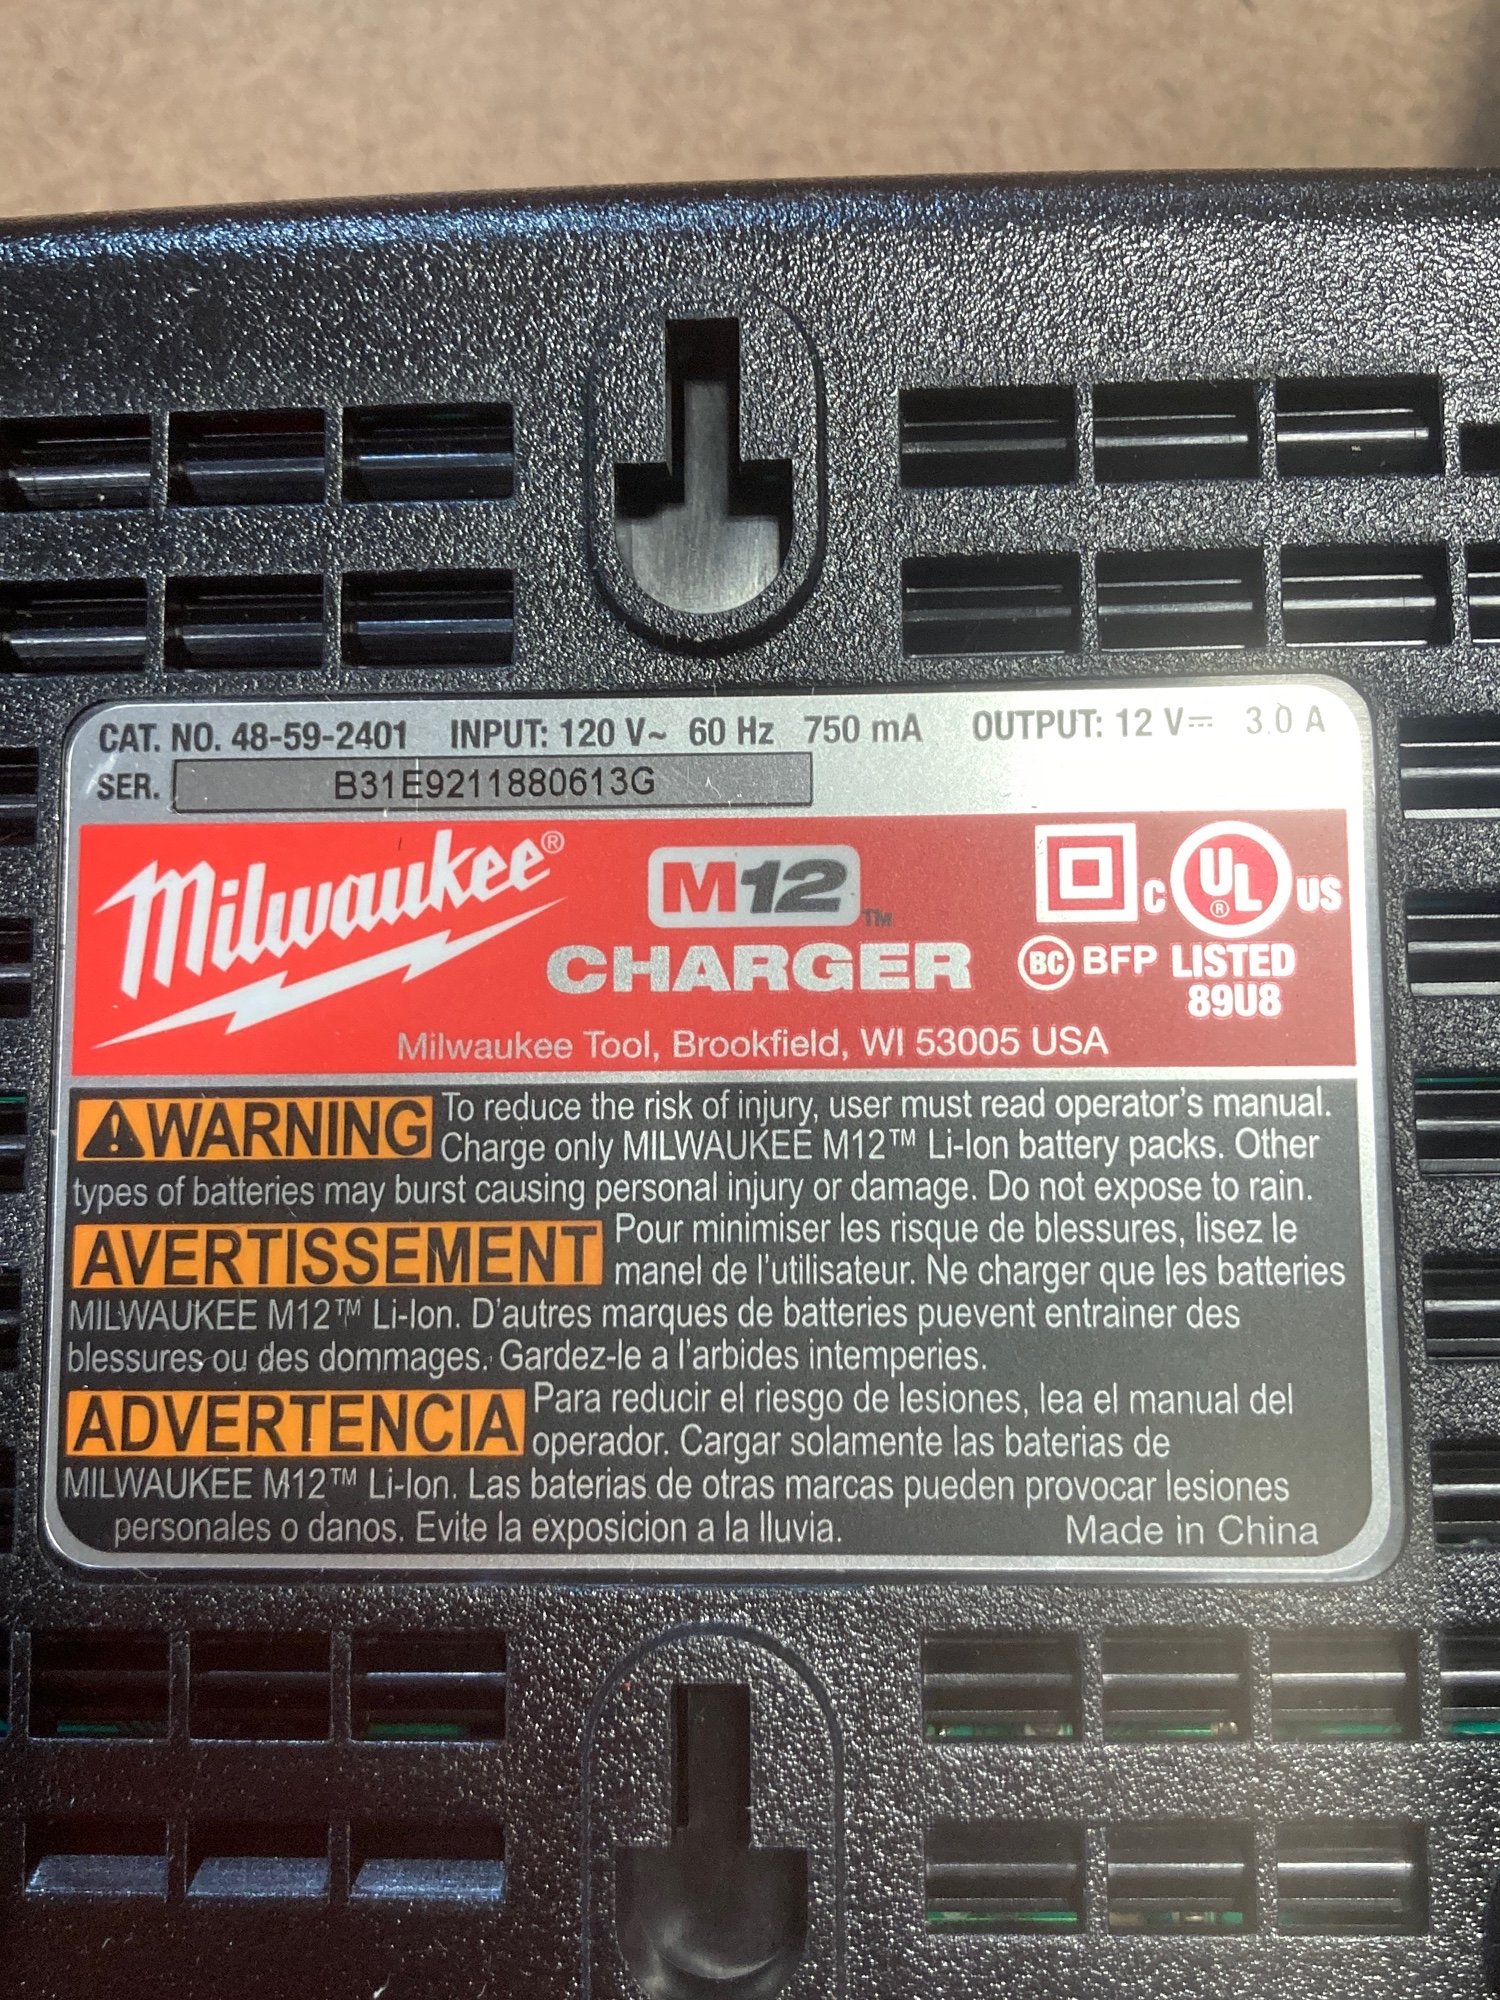 CAT. NO. 48-59-2401 INPUT: 120 V~ 60 Hz 750 mA OUTPUT: 12 V⎓ 3.0 A
SER. B31E9211880613G
Milwaukee®
M12™
CHARGER
C UL® US
BC BFP LISTED
89U8
Milwaukee Tool, Brookfield, WI 53005 USA
⚠WARNING To reduce the risk of injury, user must read operator's manual.
Charge only MILWAUKEE M12™ Li-Ion battery packs. Other
types of batteries may burst causing personal injury or damage. Do not expose to rain.
AVERTISSEMENT Pour minimiser les risque de blessures, lisez le
manel de l'utilisateur. Ne charger que les batteries
MILWAUKEE M12™ Li-Ion. D'autres marques de batteries puevent entrainer des
blessures ou des dommages. Gardez-le a l'arbides intemperies.
ADVERTENCIA Para reducir el riesgo de lesiones, lea el manual del
operador. Cargar solamente las baterias de
MILWAUKEE M12™ Li-Ion. Las baterias de otras marcas pueden provocar lesiones
personales o danos. Evite la exposicion a la lluvia. Made in China